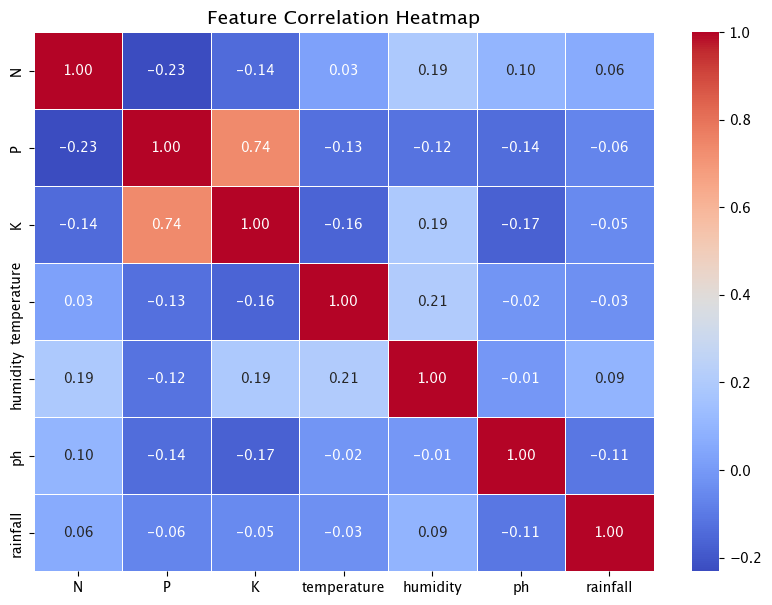 Feature Correlation Heatmap
N 1.00 −0.23 −0.14 0.03 0.19 0.10 0.06
P −0.23 1.00 0.74 −0.13 −0.12 −0.14 −0.06
K −0.14 0.74 1.00 −0.16 0.19 −0.17 −0.05
temperature 0.03 −0.13 −0.16 1.00 0.21 −0.02 −0.03
humidity 0.19 −0.12 0.19 0.21 1.00 −0.01 0.09
ph 0.10 −0.14 −0.17 −0.02 −0.01 1.00 −0.11
rainfall 0.06 −0.06 −0.05 −0.03 0.09 −0.11 1.00
N P K temperature humidity ph rainfall
1.0
0.8
0.6
0.4
0.2
0.0
−0.2